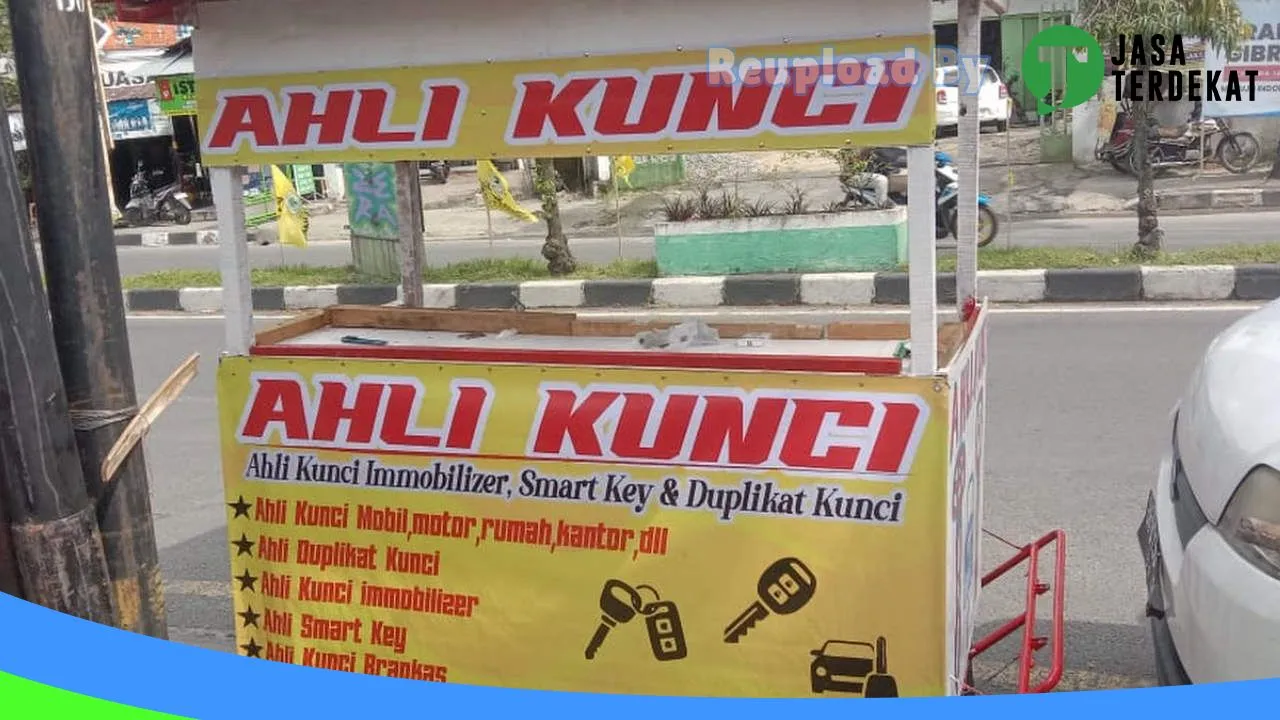 Reupload By
JASA
TERDEKAT
AHLI KUNCI
AHLI KUNCI
Ahli Kunci Immobilizer, Smart Key & Duplikat Kunci
Ahli Kunci Mobil,motor,rumah,kantor,dll
Ahli Duplikat Kunci
Ahli Kunci immobilizer
Ahli Smart Key
Ahli Kunci Brankas